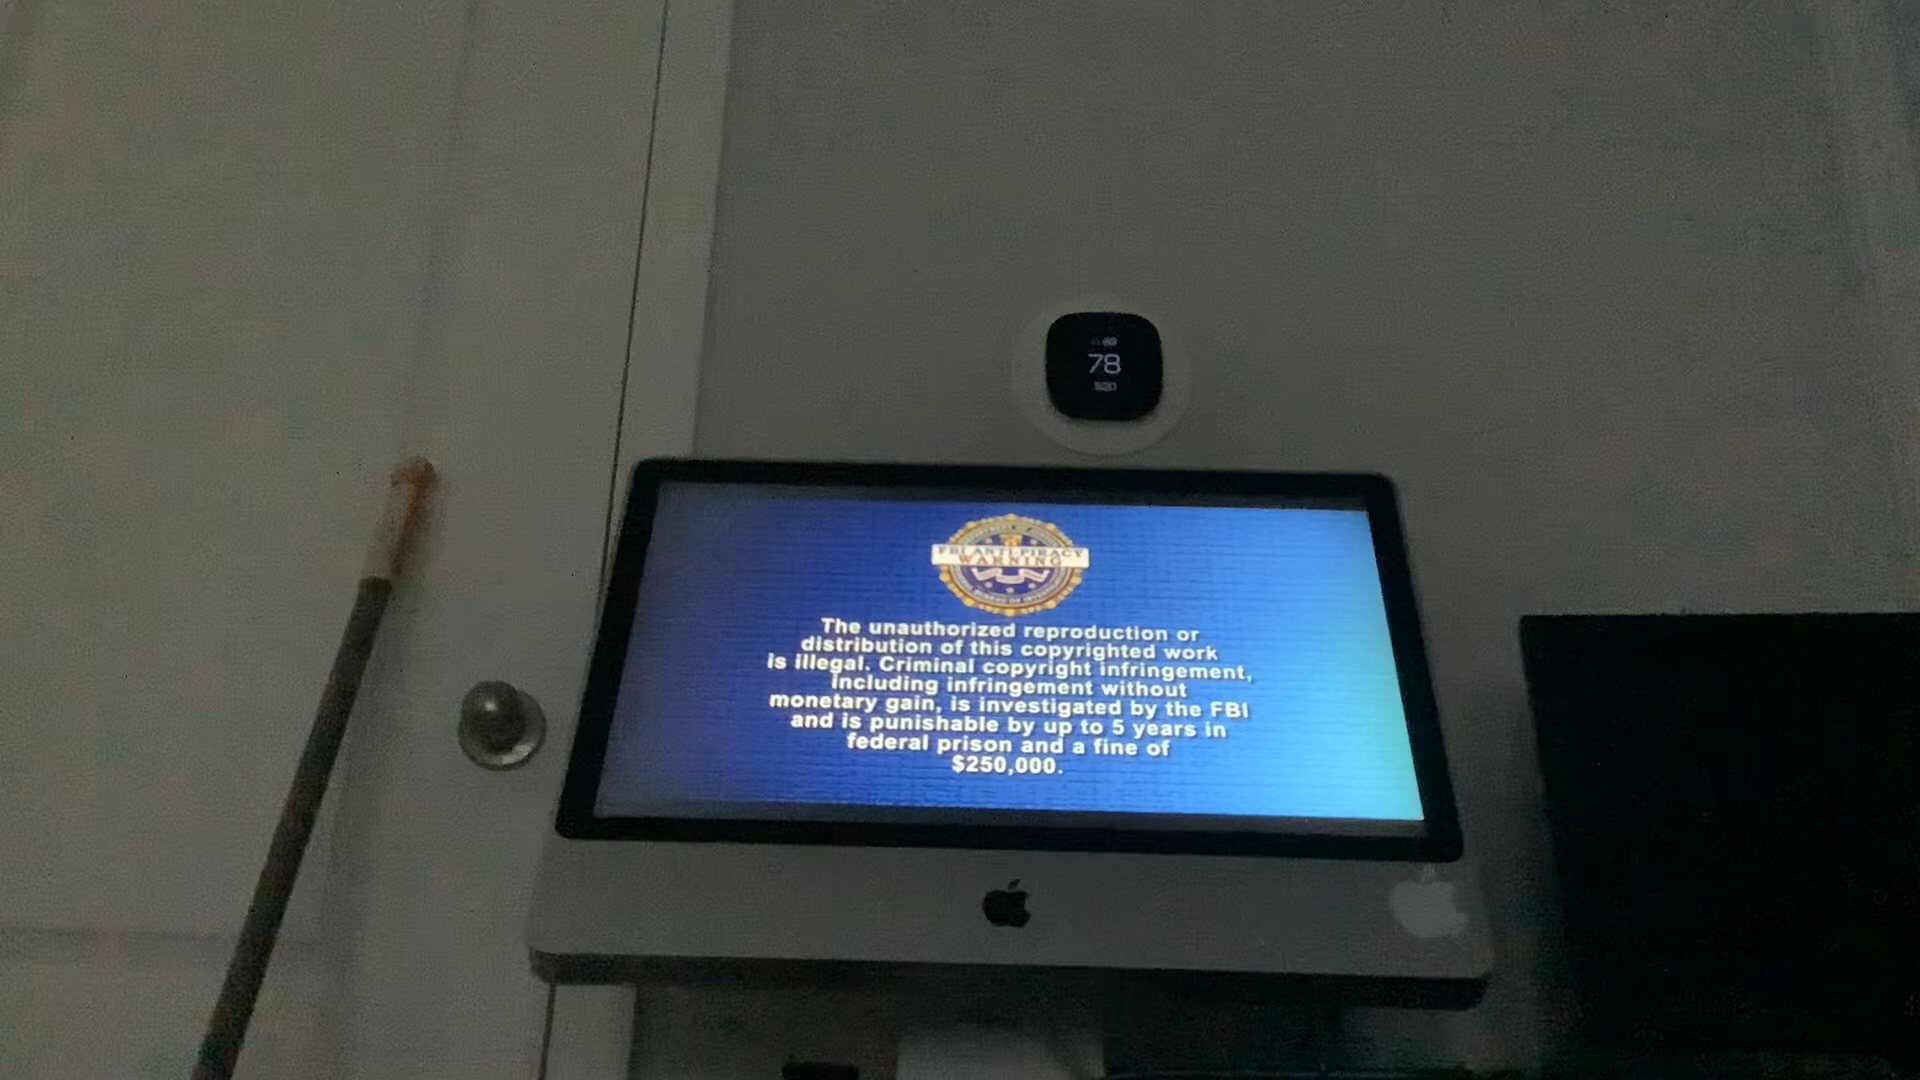 78
FBI ANTI-PIRACY
WARNING
The unauthorized reproduction or
distribution of this copyrighted work
is illegal. Criminal copyright infringement,
including infringement without
monetary gain, is investigated by the FBI
and is punishable by up to 5 years in
federal prison and a fine of
$250,000.